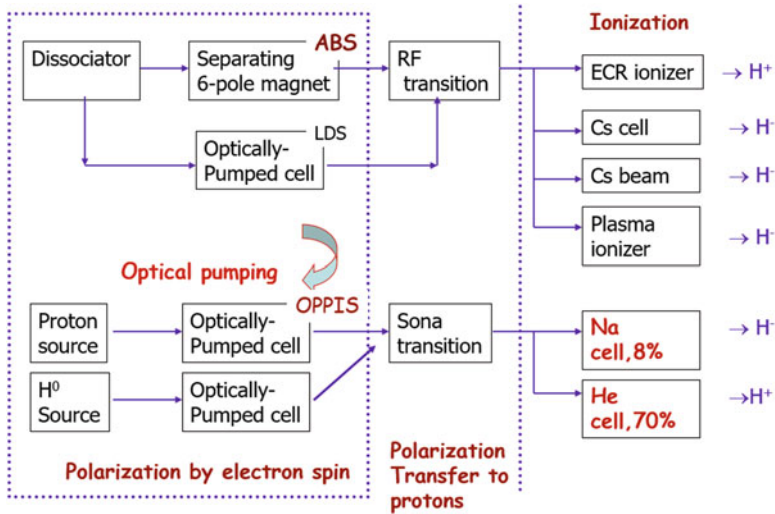 Ionization
ABS
Dissociator
Separating
6-pole magnet
RF
transition
ECR ionizer
→ H⁺
LDS
Optically-
Pumped cell
Cs cell
→ H⁻
Cs beam
→ H⁻
Plasma
ionizer
→ H⁻
Optical pumping
OPPIS
Proton
source
Optically-
Pumped cell
Sona
transition
Na
cell,8%
→ H⁻
H⁰
Source
Optically-
Pumped cell
He
cell,70%
→H⁺
Polarization by electron spin
Polarization
Transfer to
protons